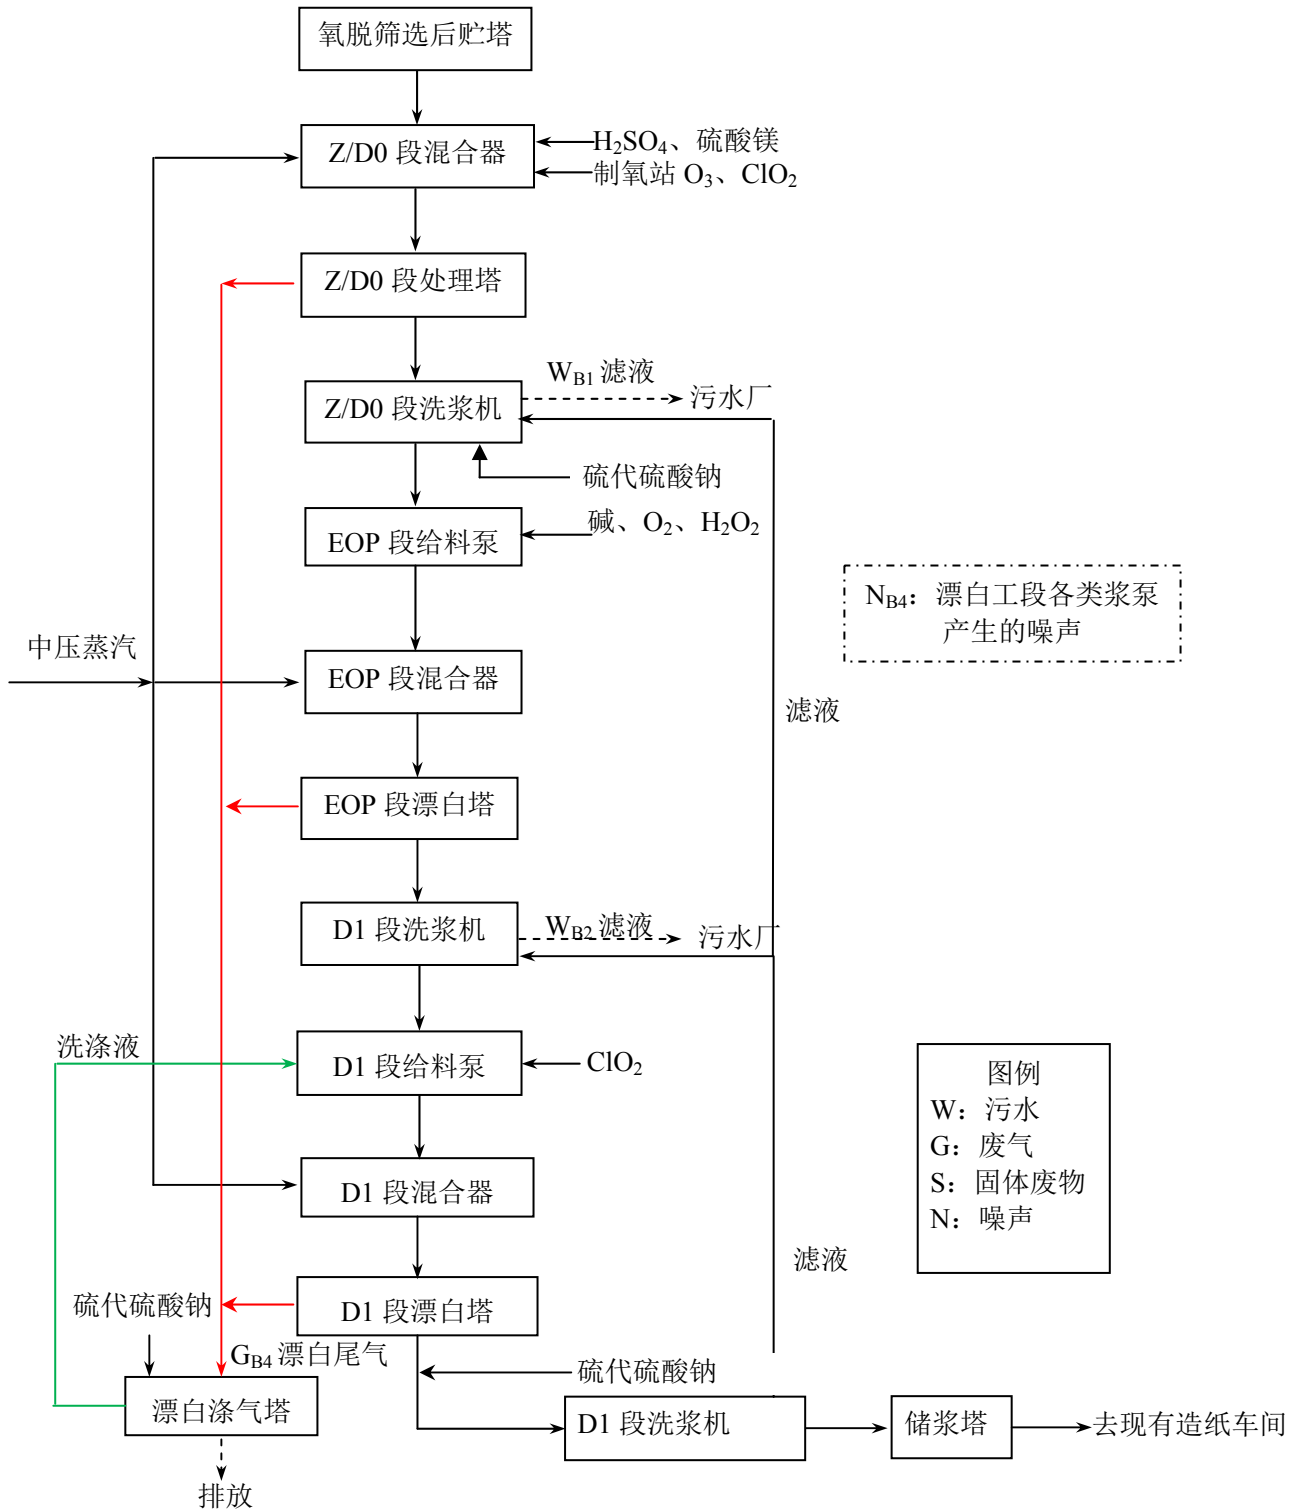 氧脱筛选后贮塔
Z/D0 段混合器
H₂SO₄、硫酸镁
制氧站 O₃、ClO₂
Z/D0 段处理塔
W_B1 滤液
污水厂
Z/D0 段洗浆机
硫代硫酸钠
碱、O₂、H₂O₂
EOP 段给料泵
N_B4：漂白工段各类浆泵
产生的噪声
中压蒸汽
EOP 段混合器
滤液
EOP 段漂白塔
D1 段洗浆机
W_B2 滤液
污水厂
洗涤液
D1 段给料泵
ClO₂
图例
W：污水
G：废气
S：固体废物
N：噪声
D1 段混合器
滤液
硫代硫酸钠
D1 段漂白塔
G_B4 漂白尾气
硫代硫酸钠
漂白涤气塔
D1 段洗浆机
储浆塔
去现有造纸车间
排放